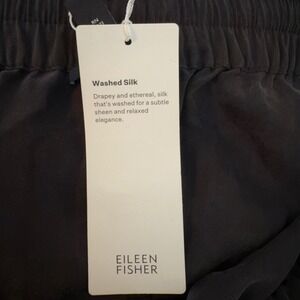 Washed Silk
Drapey and ethereal, silk
that's washed for a subtle
sheen and relaxed
elegance.
EILEEN
FISHER